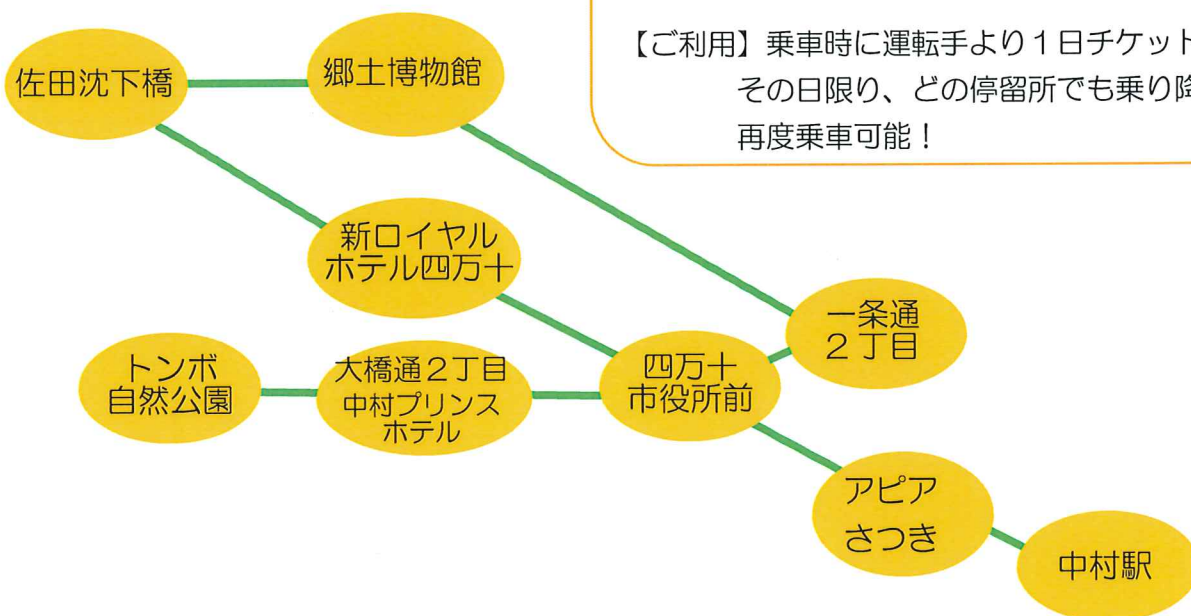 【ご利用】乗車時に運転手より１日チケット
その日限り、どの停留所でも乗り降
再度乗車可能！
佐田沈下橋
郷土博物館
新ロイヤル
ホテル四万十
一条通
２丁目
トンボ
自然公園
大橋通２丁目
中村プリンス
ホテル
四万十
市役所前
アピア
さつき
中村駅